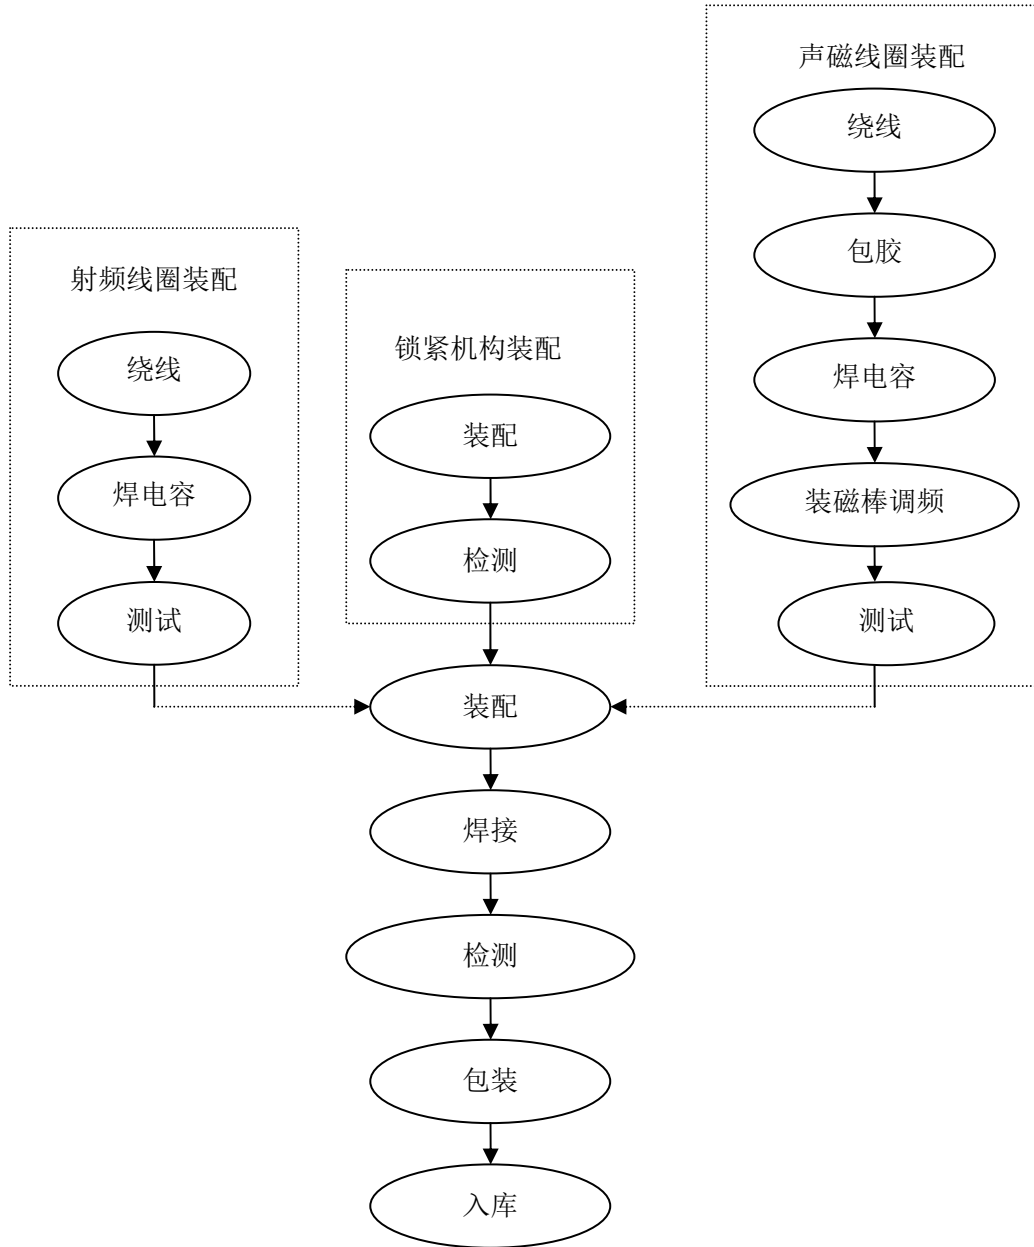 声磁线圈装配
绕线
包胶
焊电容
装磁棒调频
测试
射频线圈装配
绕线
焊电容
测试
锁紧机构装配
装配
检测
装配
焊接
检测
包装
入库